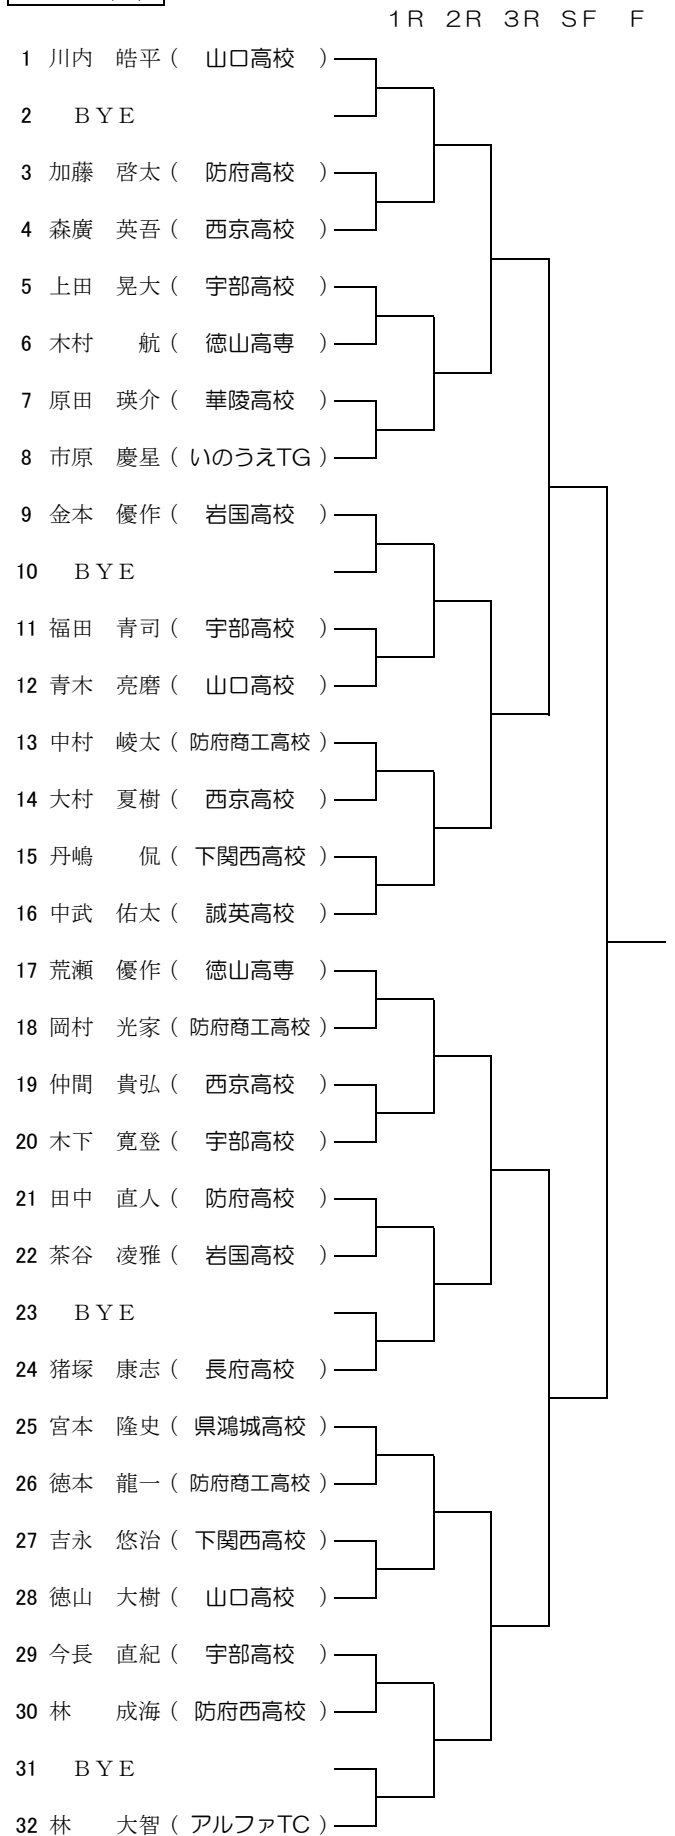 1R 2R 3R SF F
1 川内 皓平 ( 山口高校 )
2 BYE
3 加藤 啓太 ( 防府高校 )
4 森廣 英吾 ( 西京高校 )
5 上田 晃大 ( 宇部高校 )
6 木村 航 ( 徳山高専 )
7 原田 瑛介 ( 華陵高校 )
8 市原 慶星 ( いのうえTG )
9 金本 優作 ( 岩国高校 )
10 BYE
11 福田 青司 ( 宇部高校 )
12 青木 亮磨 ( 山口高校 )
13 中村 崚太 ( 防府商工高校 )
14 大村 夏樹 ( 西京高校 )
15 丹嶋 侃 ( 下関西高校 )
16 中武 佑太 ( 誠英高校 )
17 荒瀬 優作 ( 徳山高専 )
18 岡村 光家 ( 防府商工高校 )
19 仲間 貴弘 ( 西京高校 )
20 木下 寛登 ( 宇部高校 )
21 田中 直人 ( 防府高校 )
22 茶谷 凌雅 ( 岩国高校 )
23 BYE
24 猪塚 康志 ( 長府高校 )
25 宮本 隆史 ( 県鴻城高校 )
26 徳本 龍一 ( 防府商工高校 )
27 吉永 悠治 ( 下関西高校 )
28 徳山 大樹 ( 山口高校 )
29 今長 直紀 ( 宇部高校 )
30 林 成海 ( 防府西高校 )
31 BYE
32 林 大智 ( アルファTC )